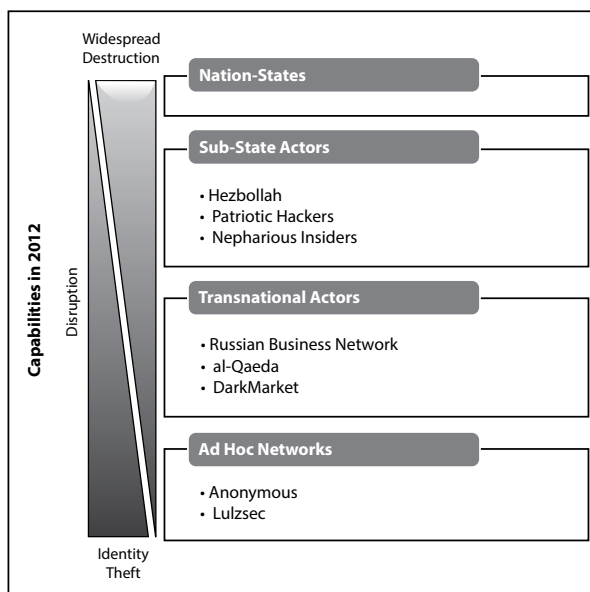 Widespread
Destruction
Nation-States
Sub-State Actors
• Hezbollah
• Patriotic Hackers
• Nepharious Insiders
Capabilities in 2012
Disruption
Transnational Actors
• Russian Business Network
• al-Qaeda
• DarkMarket
Ad Hoc Networks
• Anonymous
• Lulzsec
Identity
Theft